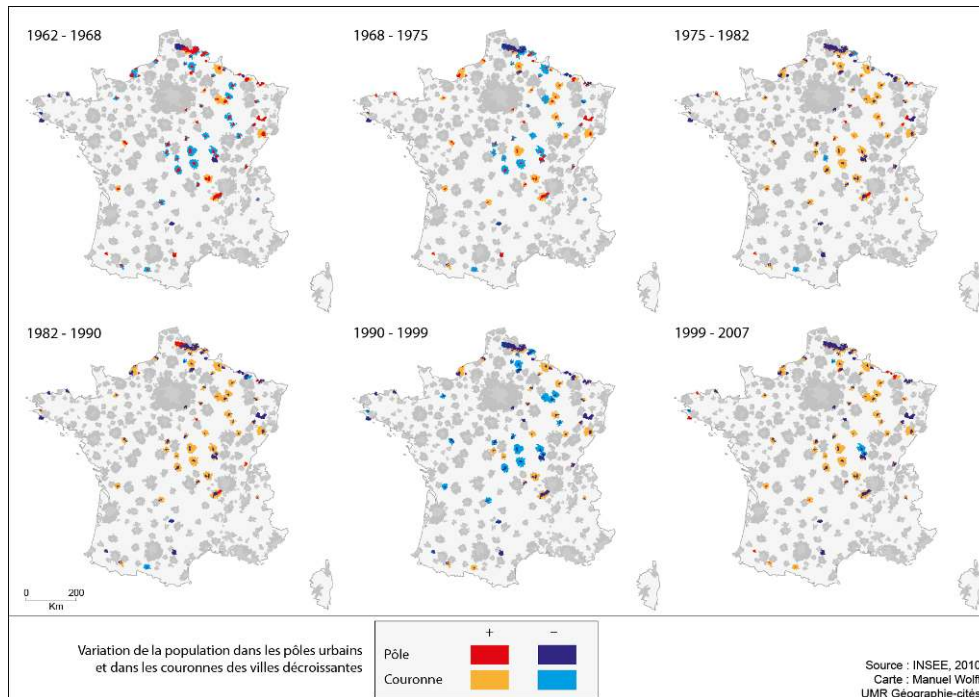 1962 - 1968
1968 - 1975
1975 - 1982
1982 - 1990
1990 - 1999
1999 - 2007
0 200
Km
Variation de la population dans les pôles urbains
et dans les couronnes des villes décroissantes
+ −
Pôle
Couronne
Source : INSEE, 2010
Carte : Manuel Wolf
UMR Géographie-cités